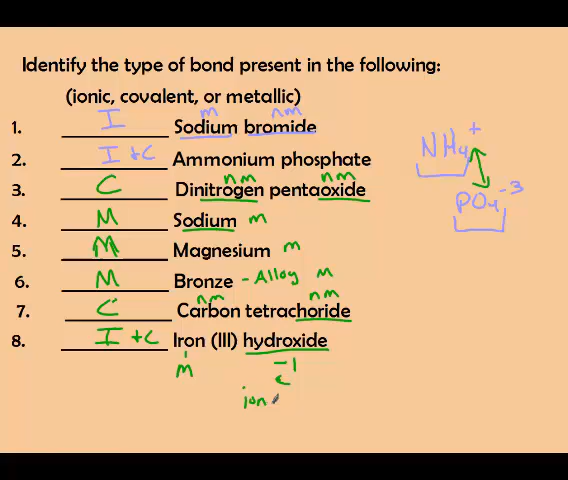 Identify the type of bond present in the following:
(ionic, covalent, or metallic)
m nm
1. I Sodium bromide
2. I + C Ammonium phosphate
nm nm
3. C Dinitrogen pentaoxide
4. M Sodium m
5. M Magnesium m
6. M Bronze - Alloy M
nm nm
7. C Carbon tetrachoride
8. I + C Iron (III) hydroxide
m -1
C
ion
NH4 +
PO4 -3